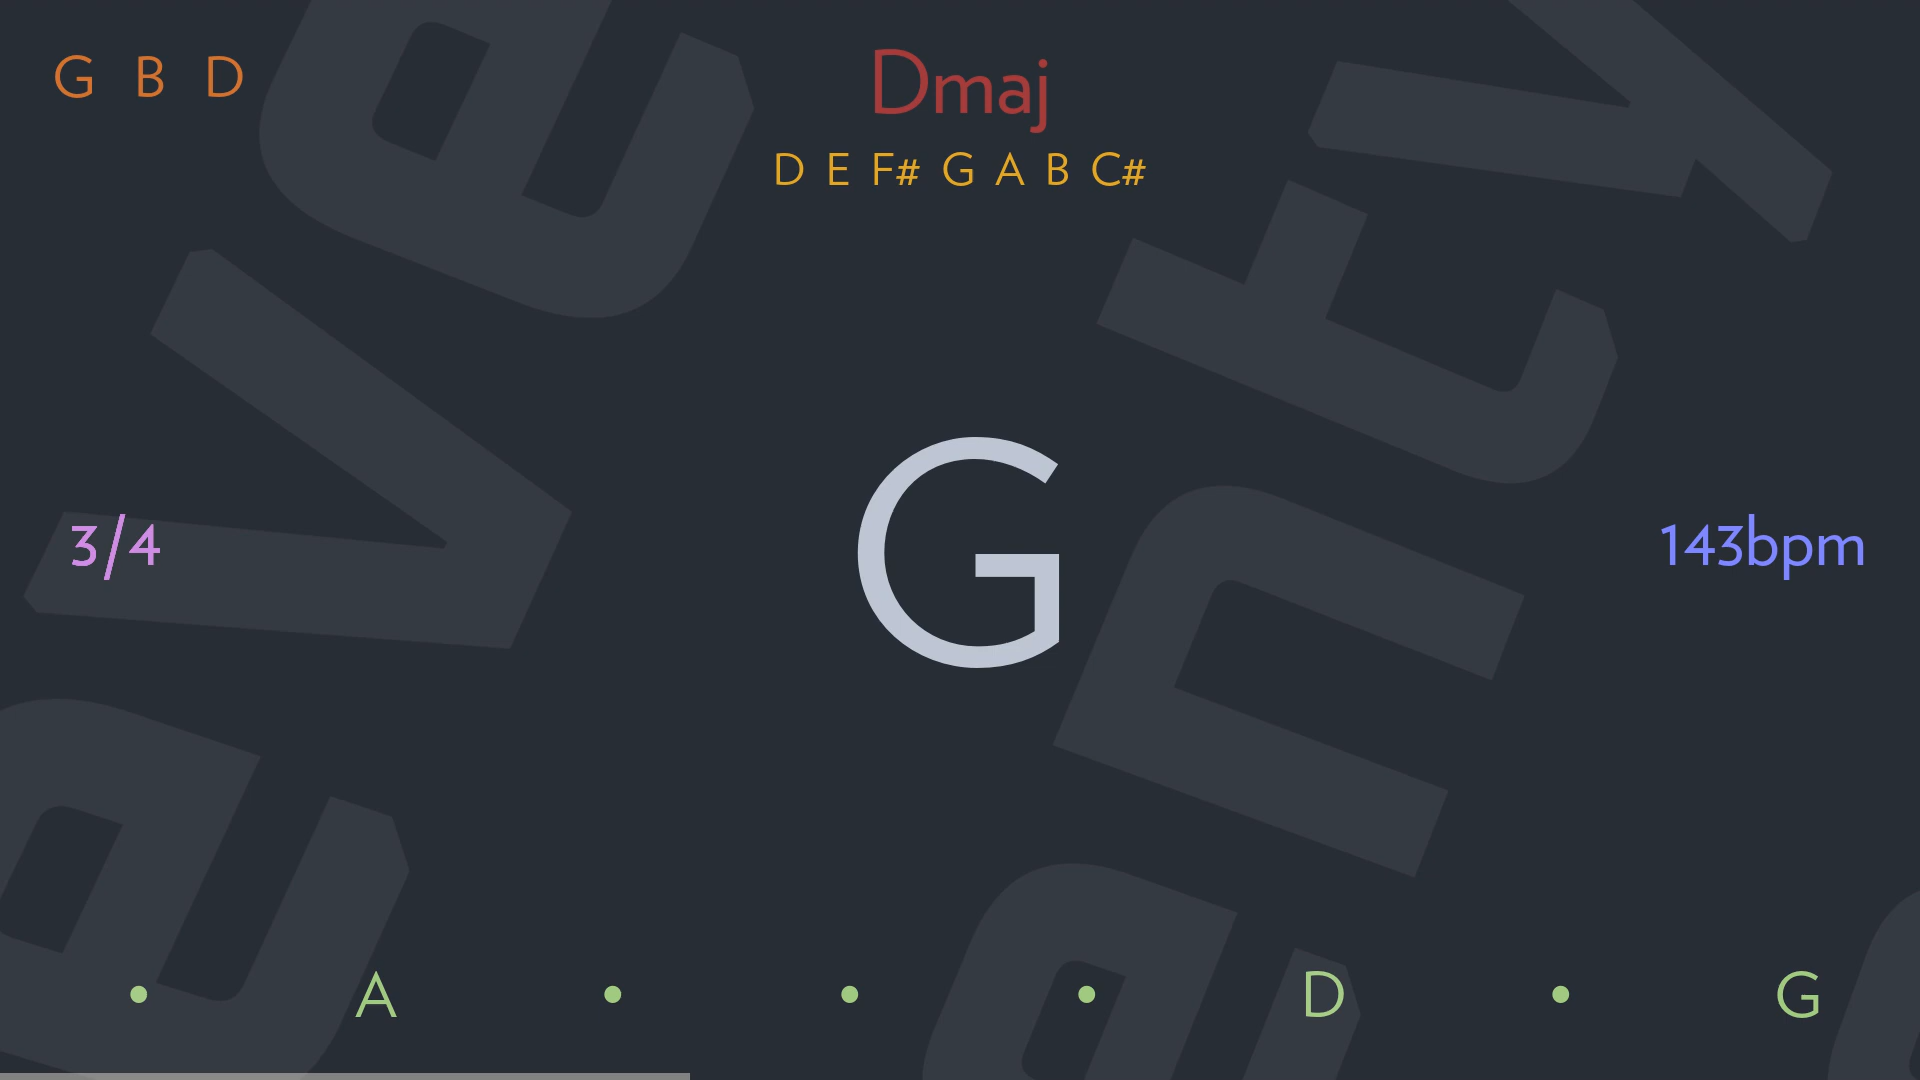 G B D
Dmaj
D E F# G A B C#
G
3/4
143bpm
• A • • • D • G